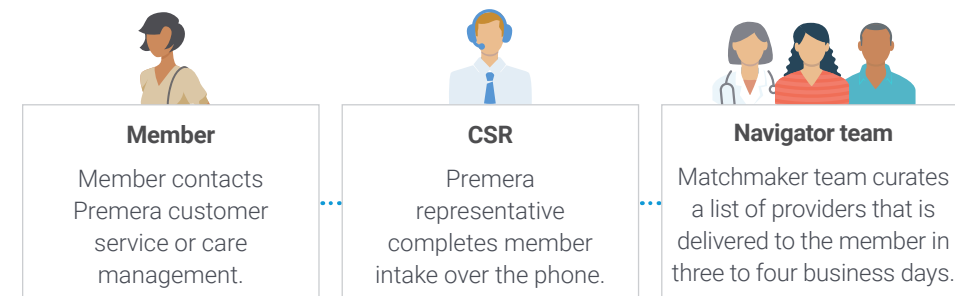 Member
Member contacts
Premera customer
service or care
management.
CSR
Premera
representative
completes member
intake over the phone.
Navigator team
Matchmaker team curates
a list of providers that is
delivered to the member in
three to four business days.